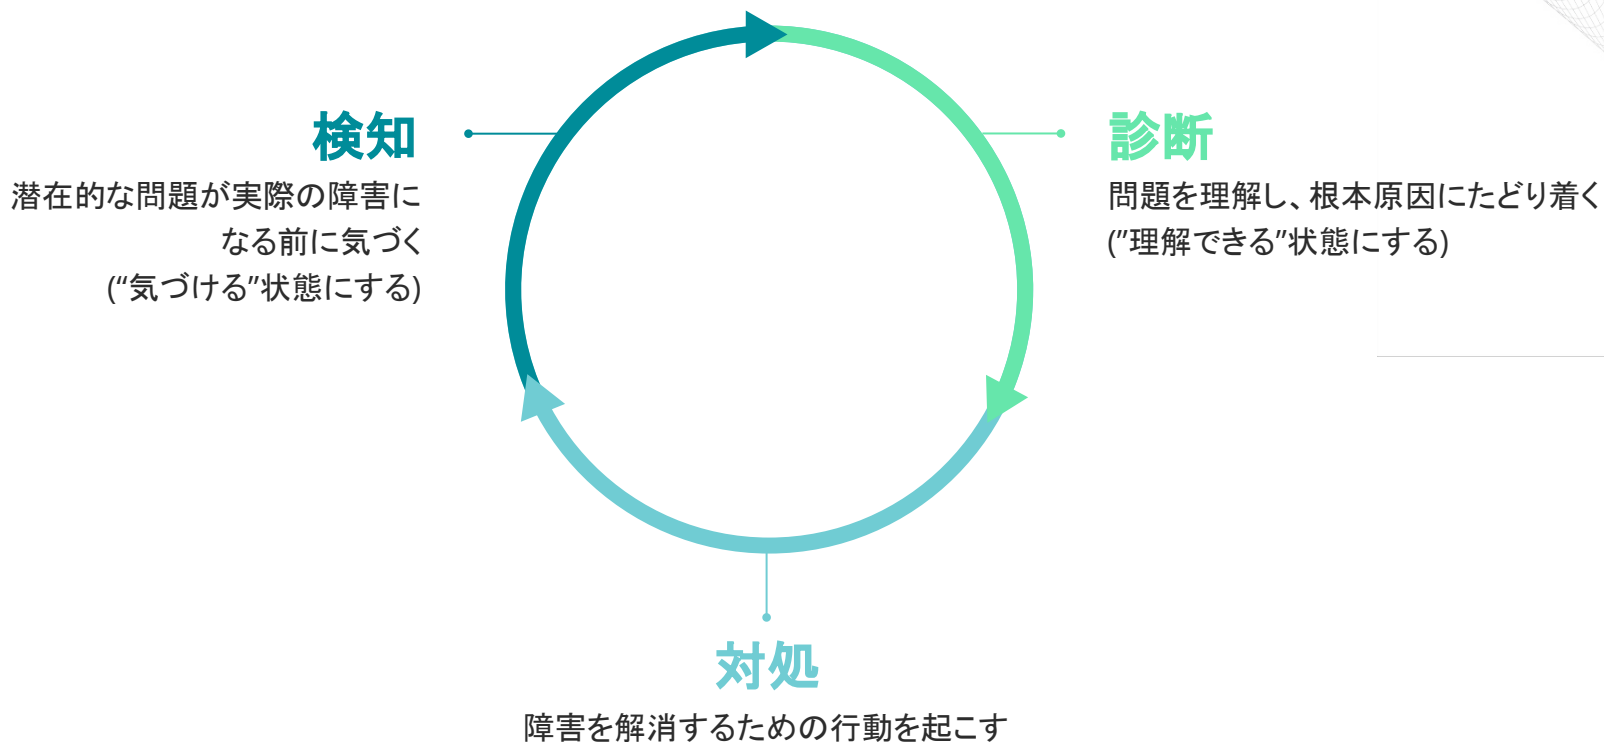 検知
潜在的な問題が実際の障害に
なる前に気づく
(“気づける”状態にする)
診断
問題を理解し、根本原因にたどり着く
(”理解できる”状態にする)
対処
障害を解消するための行動を起こす